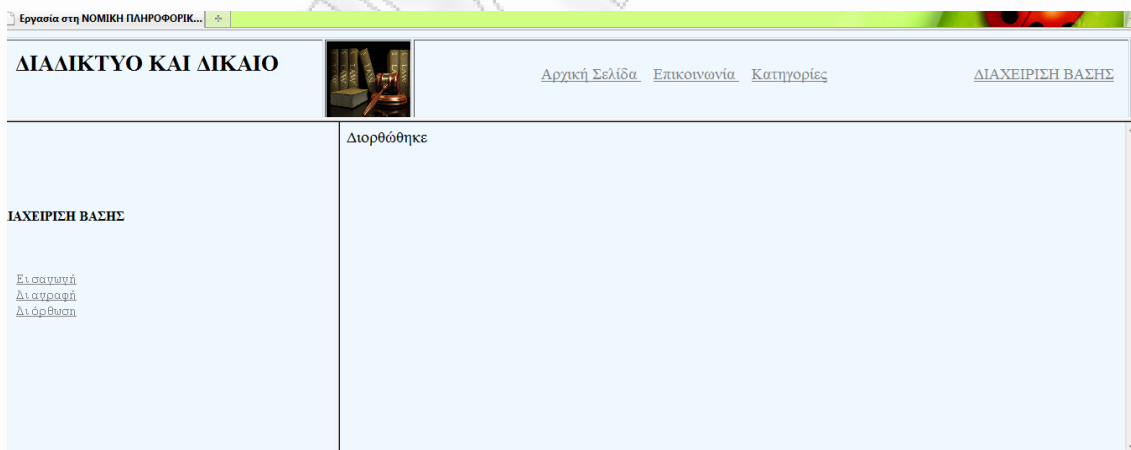 Εργασία στη ΝΟΜΙΚΗ ΠΛΗΡΟΦΟΡΙΚ...
ΔΙΑΔΙΚΤΥΟ ΚΑΙ ΔΙΚΑΙΟ
Αρχική Σελίδα Επικοινωνία Κατηγορίες ΔΙΑΧΕΙΡΙΣΗ ΒΑΣΗΣ
Διορθώθηκε
ΙΑΧΕΙΡΙΣΗ ΒΑΣΗΣ
Εισαγωγή
Διαγραφή
Διόρθωση